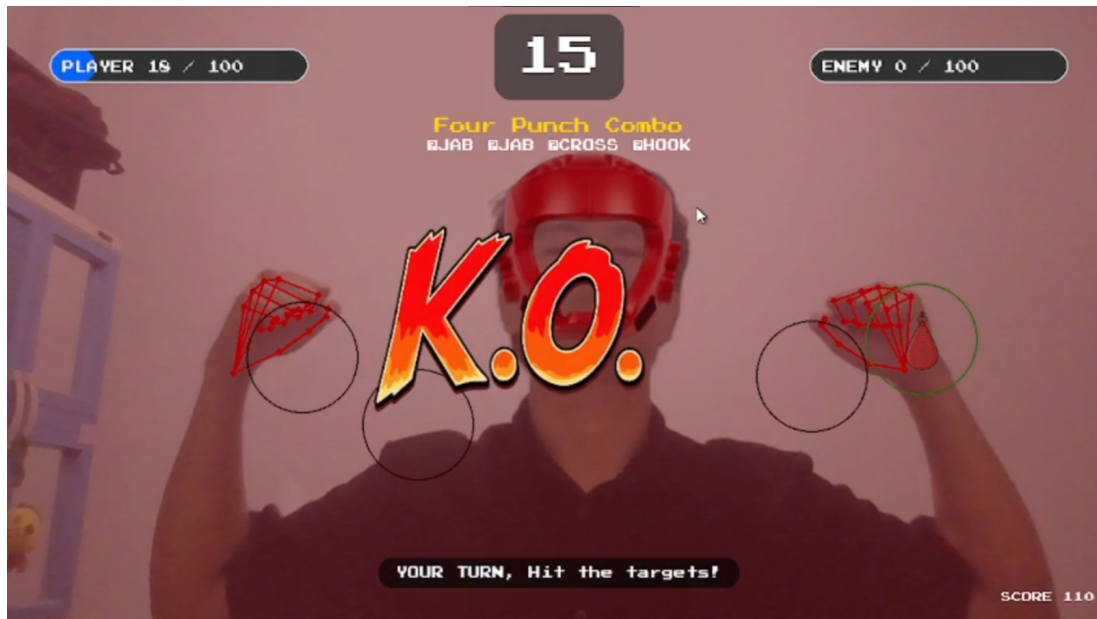 15
PLAYER 18 / 100
ENEMY 0 / 100
Four Punch Combo
JAB JAB CROSS HOOK
K.O.
YOUR TURN, Hit the targets!
SCORE 110